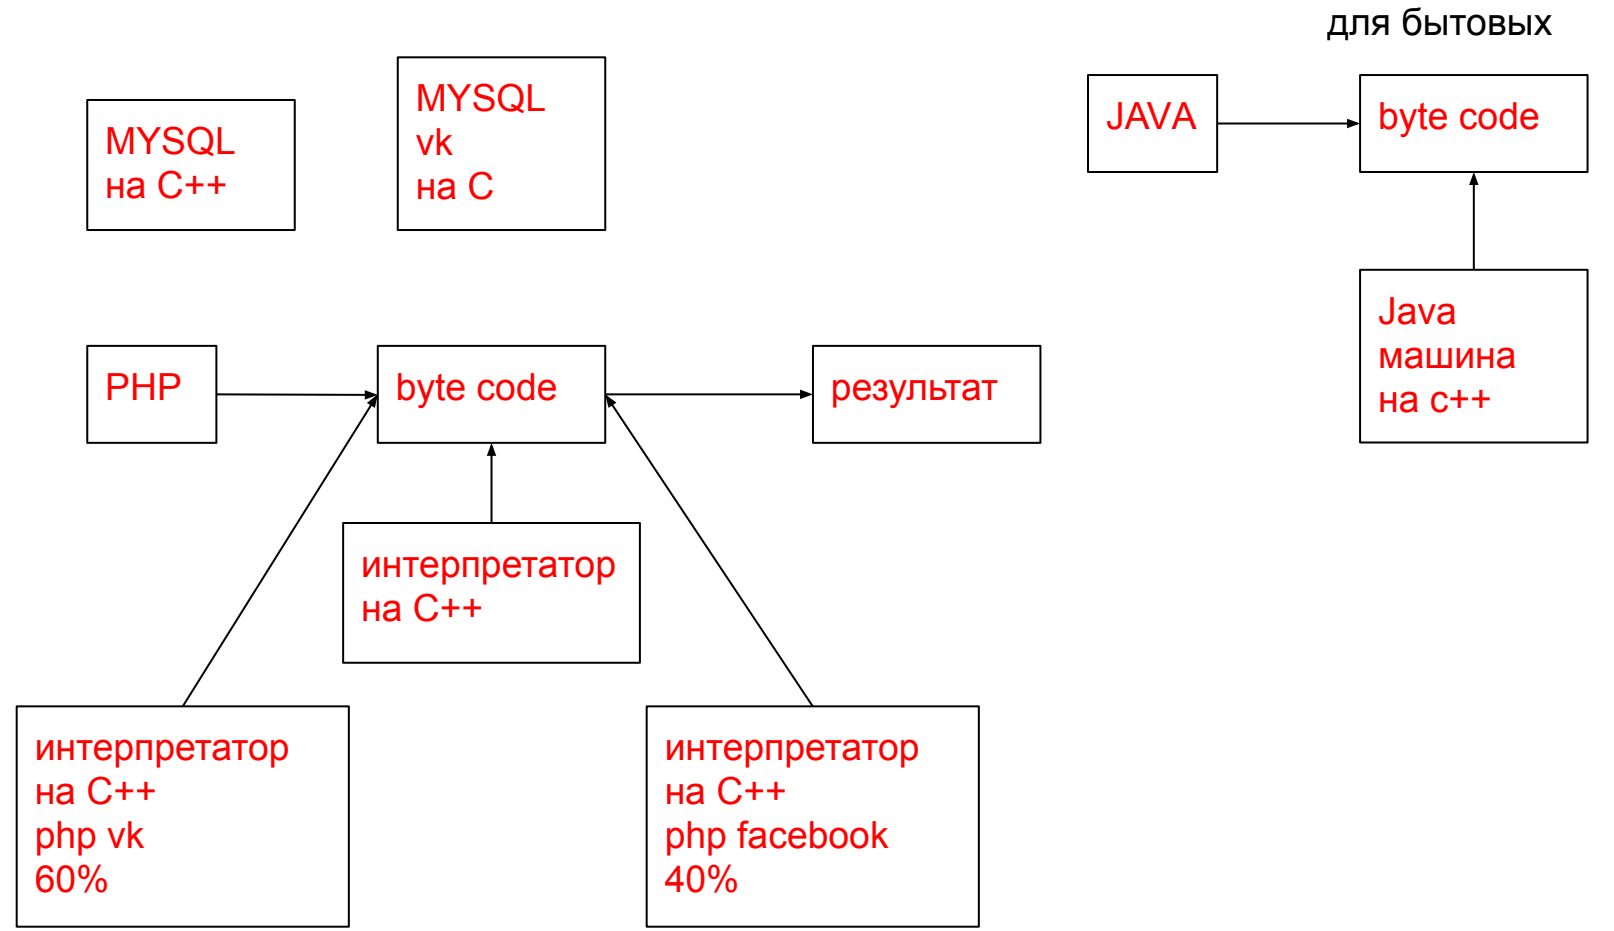 для бытовых
MYSQL
на C++
MYSQL
vk
на C
JAVA
byte code
Java
машина
на c++
PHP
byte code
результат
интерпретатор
на C++
интерпретатор
на C++
php vk
60%
интерпретатор
на C++
php facebook
40%